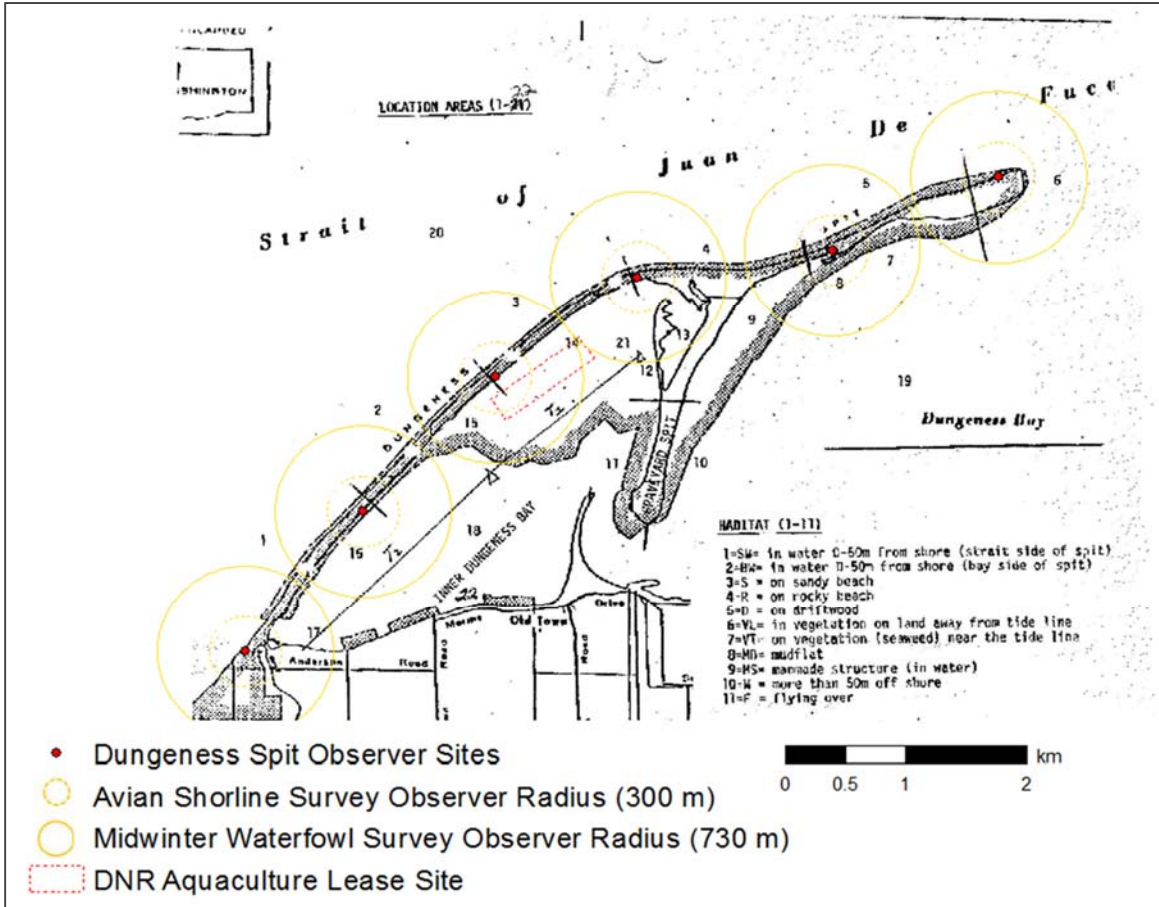 SHINGTON
LOCATION AREAS (1-21)
22
Strait of Juan De Fuca
1
2
3
4
5
6
7
8
9
10
11
12
13
14
15
16
17
18
19
20
21
22
DUNGENESS
SPIT
T2
T2
INNER DUNGENESS BAY
Dungeness Bay
Marine
Drive
Old Town
Road
Anderson Road
Road
HABITAT (1-11)
1=SW= in water 0-50m from shore (strait side of spit)
2=BW= in water 0-50m from shore (bay side of spit)
3=S = on sandy beach
4-R = on rocky beach
5=D = on driftwood
6=VL= in vegetation on land away from tide line
7=VT= on vegetation (seaweed) near the tide line
8=MD= mudflat
9=MS= manmade structure (in water)
10-W = more than 50m off shore
11=F = flying over
Dungeness Spit Observer Sites
Avian Shorline Survey Observer Radius (300 m)
Midwinter Waterfowl Survey Observer Radius (730 m)
DNR Aquaculture Lease Site
km
0 0.5 1 2